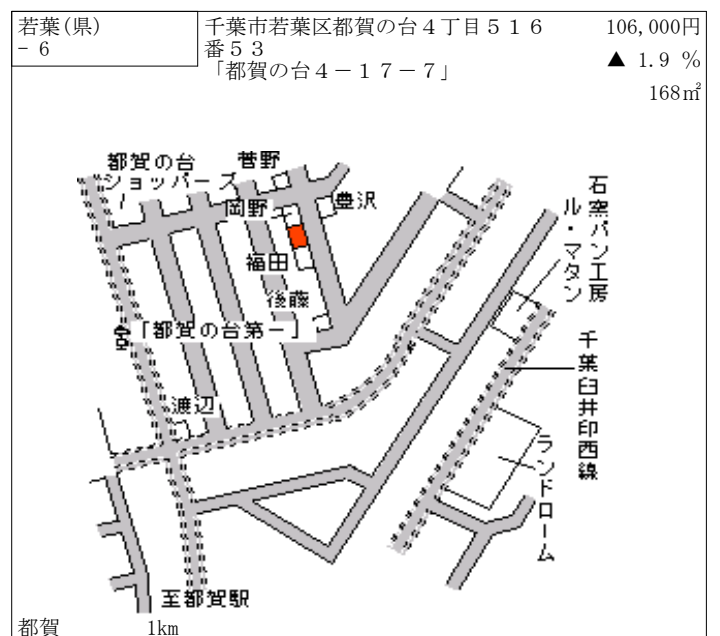 若葉(県)
- 6
千葉市若葉区都賀の台4丁目516
番53
「都賀の台4-17-7」
106,000円
▲ 1.9 %
168㎡
都賀の台
ショッパーズ
菅野
岡野
豊沢
福田
後藤
「都賀の台第一」
渡辺
石窯パン工房
ル・マタン
千葉臼井印西線
ランドローム
至都賀駅
都賀 1km